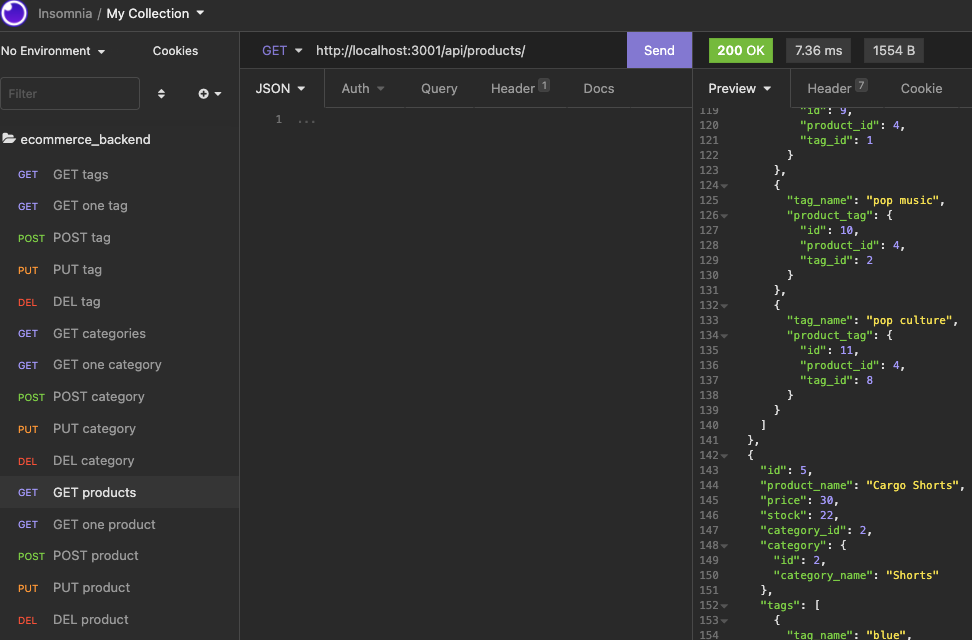 Insomnia / My Collection
No Environment
Cookies
Filter
ecommerce_backend
GET GET tags
GET GET one tag
POST POST tag
PUT PUT tag
DEL DEL tag
GET GET categories
GET GET one category
POST POST category
PUT PUT category
DEL DEL category
GET GET products
GET GET one product
POST POST product
PUT PUT product
DEL DEL product
GET http://localhost:3001/api/products/ Send
JSON Auth Query Header 1 Docs
1 ...
200 OK 7.36 ms 1554 B
Preview Header 7 Cookie
119 "id": 9,
120 "product_id": 4,
121 "tag_id": 1
122 }
123 },
124 {
125 "tag_name": "pop music",
126 "product_tag": {
127 "id": 10,
128 "product_id": 4,
129 "tag_id": 2
130 }
131 },
132 {
133 "tag_name": "pop culture",
134 "product_tag": {
135 "id": 11,
136 "product_id": 4,
137 "tag_id": 8
138 }
139 }
140 ]
141 },
142 {
143 "id": 5,
144 "product_name": "Cargo Shorts",
145 "price": 30,
146 "stock": 22,
147 "category_id": 2,
148 "category": {
149 "id": 2,
150 "category_name": "Shorts"
151 },
152 "tags": [
153 {
154 "tag_name": "blue",